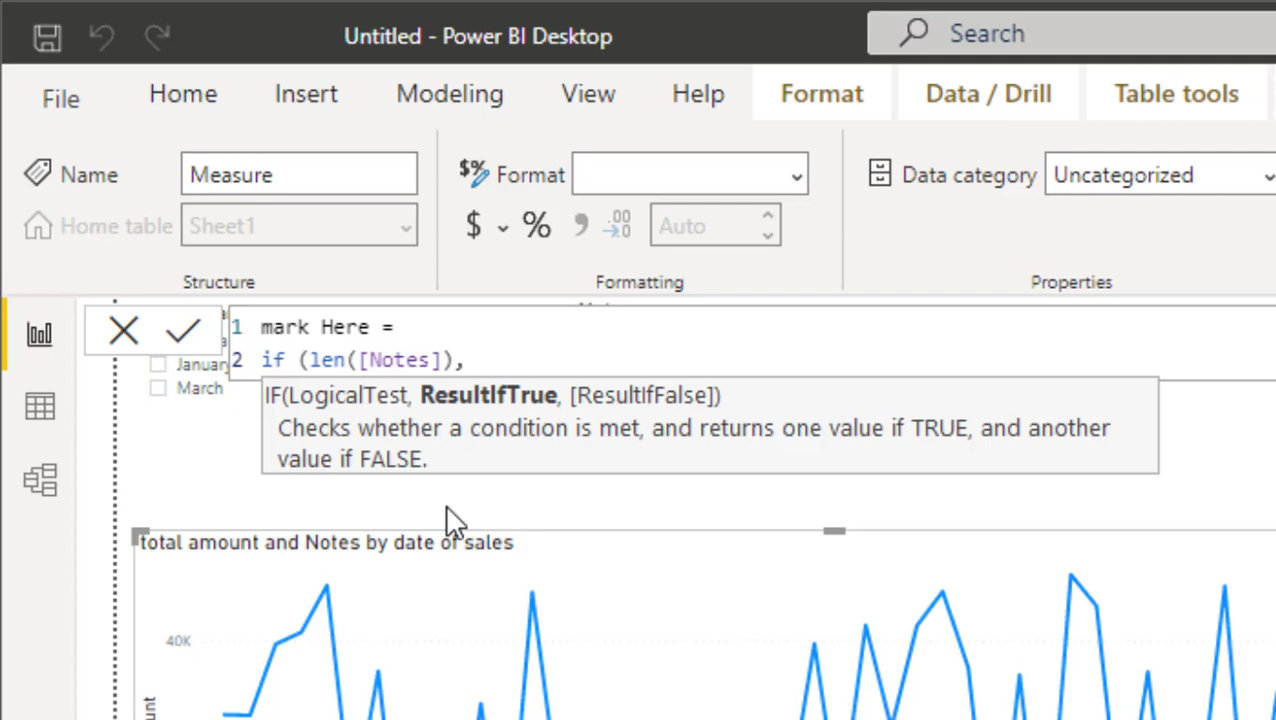 Untitled - Power BI Desktop
Search
File Home Insert Modeling View Help Format Data / Drill Table tools
Name Measure $% Format Data category Uncategorized
Home table Sheet1 $ % , .00 Auto
Structure Formatting Properties
1 mark Here =
2 if (len([Notes]),
January
March
IF(LogicalTest, ResultIfTrue, [ResultIfFalse])
Checks whether a condition is met, and returns one value if TRUE, and another
value if FALSE.
total amount and Notes by date of sales
40K